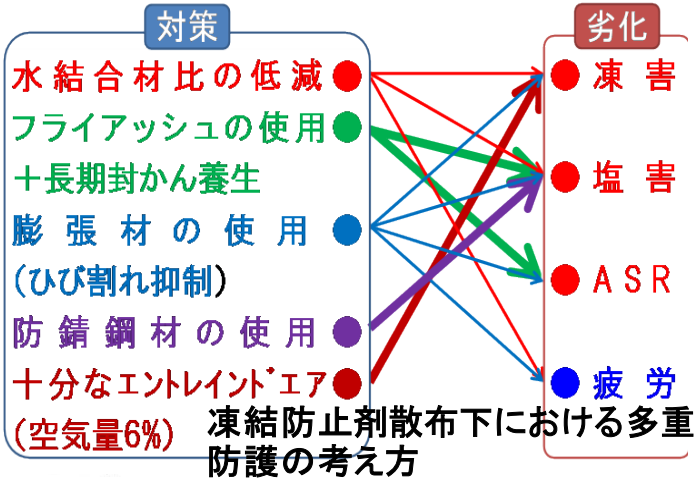 対策
水結合材比の低減
フライアッシュの使用
＋長期封かん養生
膨張材の使用
(ひび割れ抑制)
防錆鋼材の使用
十分なエントレインドエア
(空気量6%)
劣化
凍害
塩害
ASR
疲労
凍結防止剤散布下における多重
防護の考え方